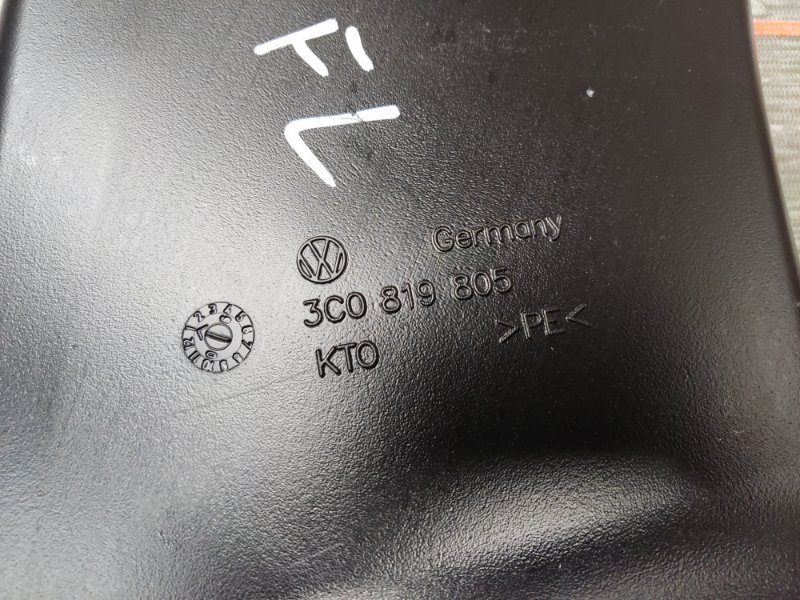 FL
Germany
3C0 819 805
>PE<
KTO